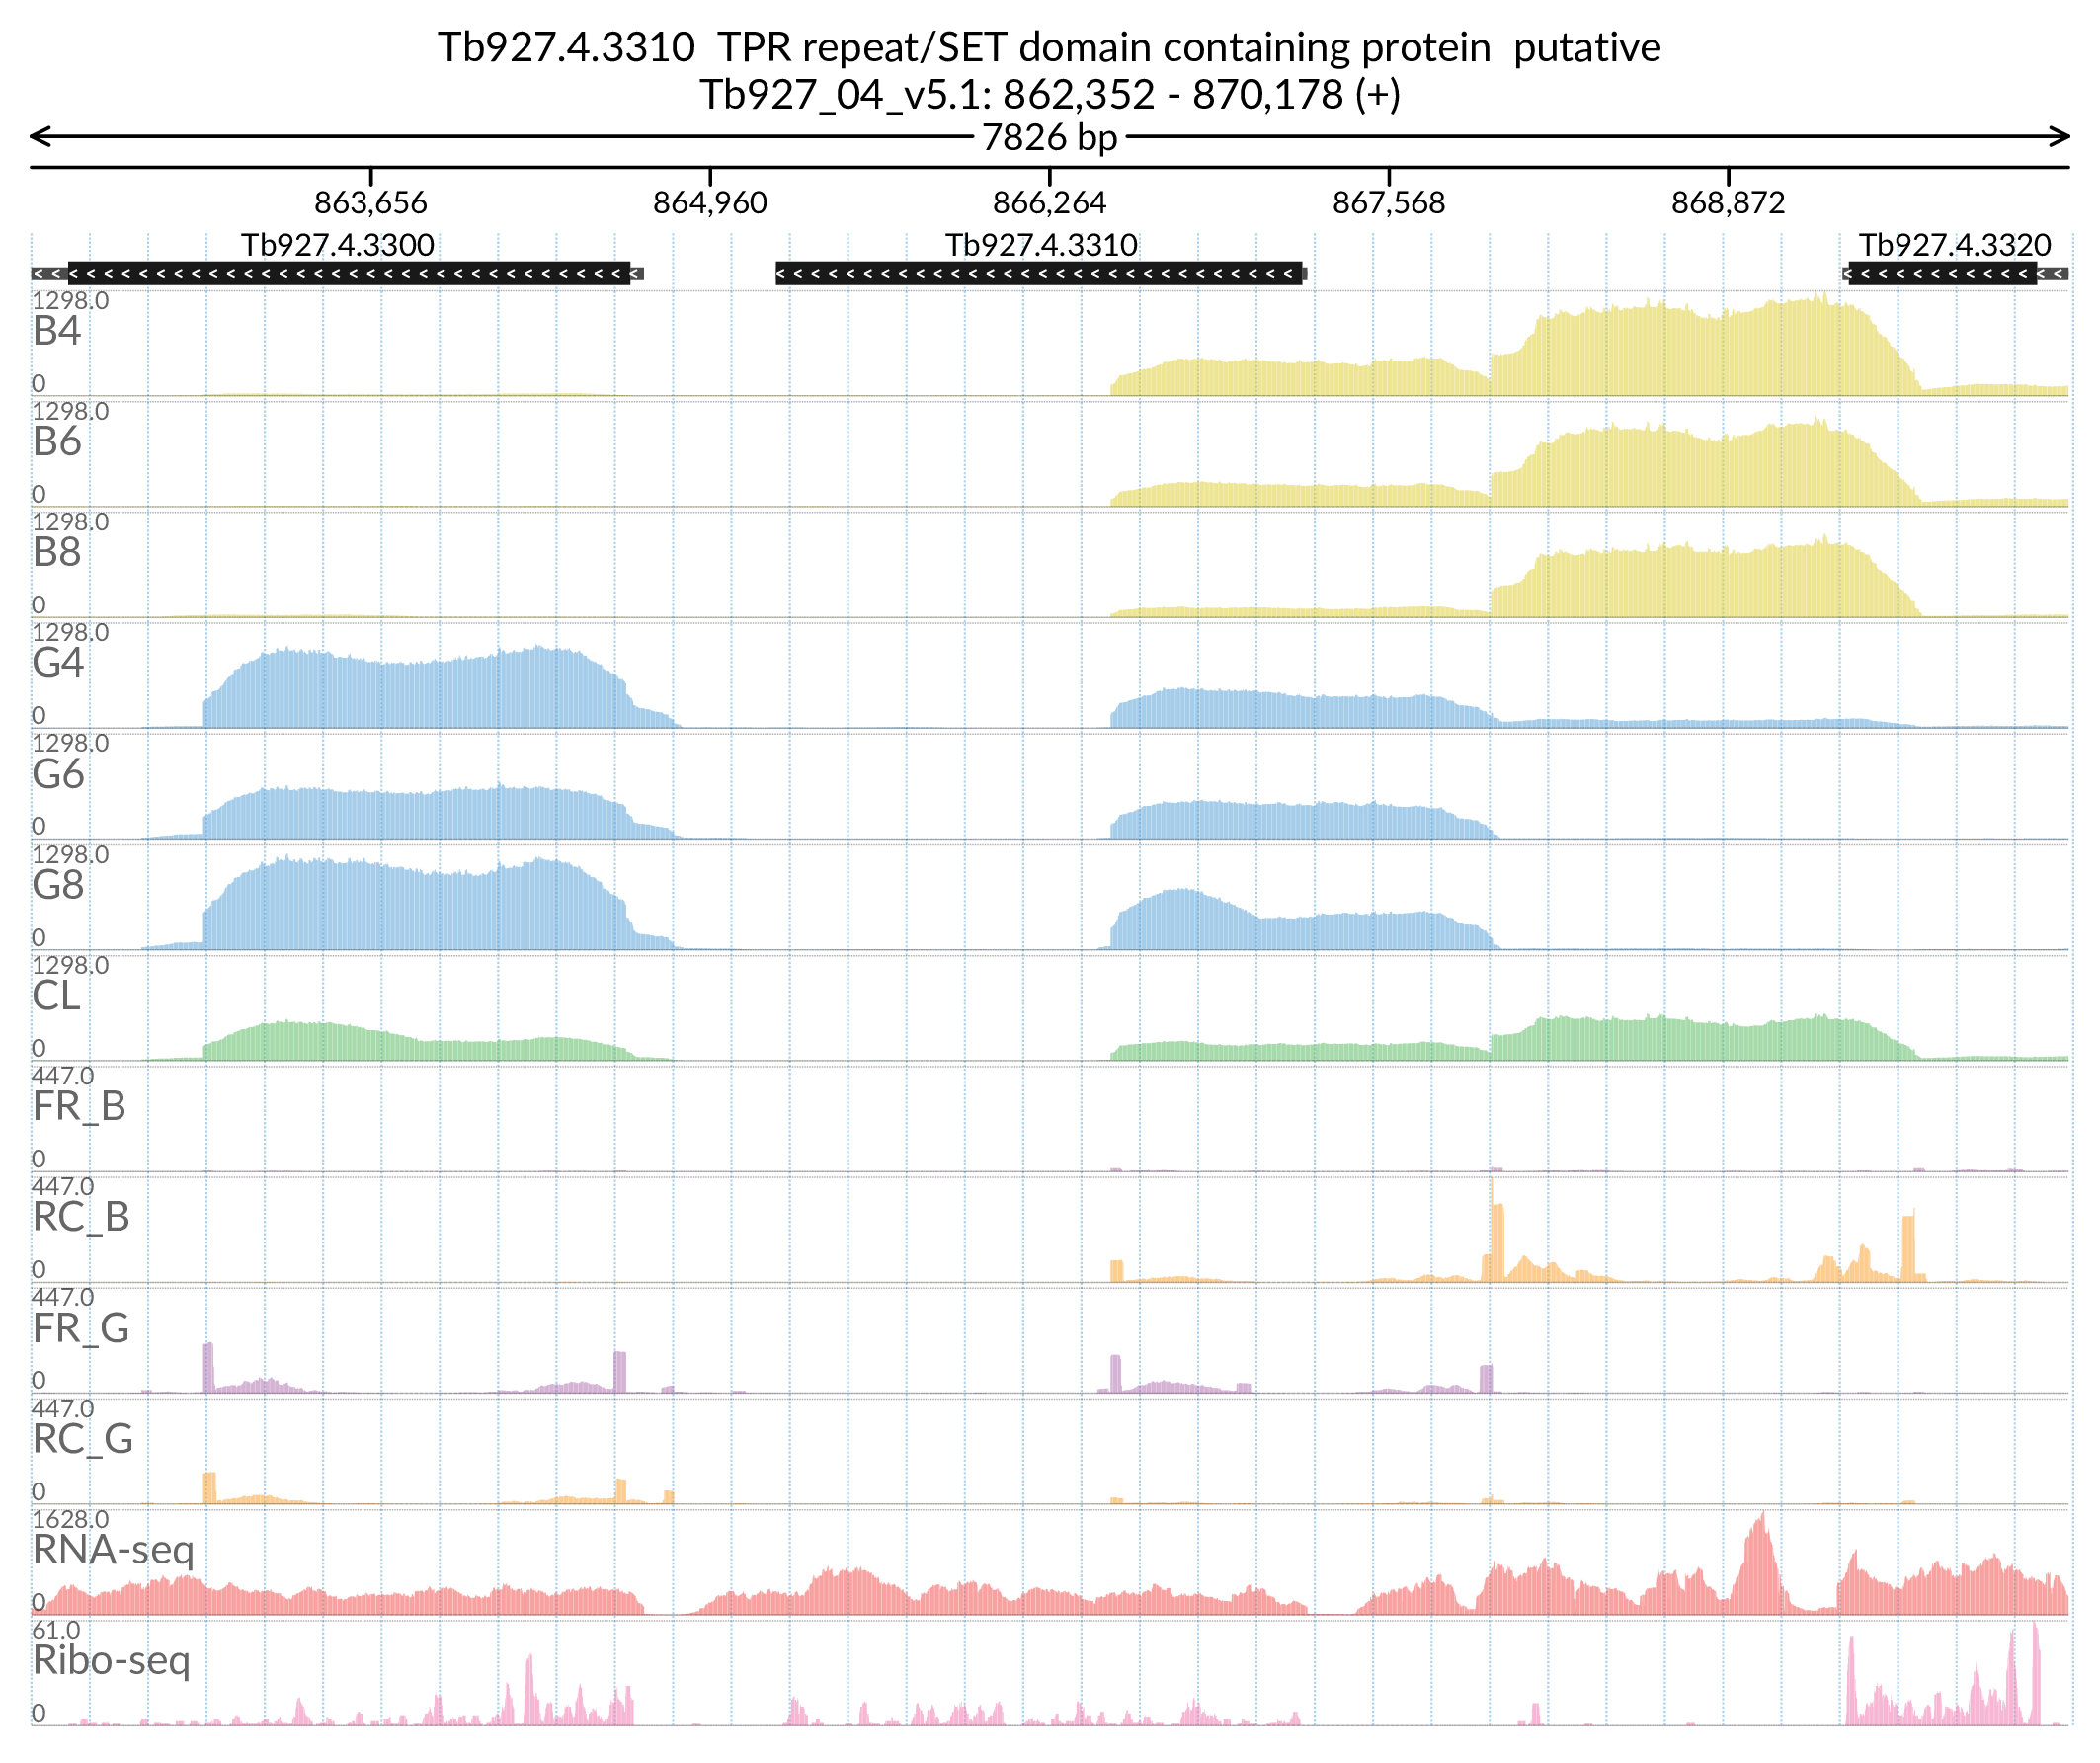 Tb927.4.3310 TPR repeat/SET domain containing protein putative
Tb927_04_v5.1: 862,352 - 870,178 (+)
7826 bp
863,656 864,960 866,264 867,568 868,872
Tb927.4.3300 Tb927.4.3310 Tb927.4.3320
1298.0
B4
0
1298.0
B6
0
1298.0
B8
0
1298.0
G4
0
1298.0
G6
0
1298.0
G8
0
1298.0
CL
0
447.0
FR_B
0
447.0
RC_B
0
447.0
FR_G
0
447.0
RC_G
0
1628.0
RNA-seq
0
61.0
Ribo-seq
0